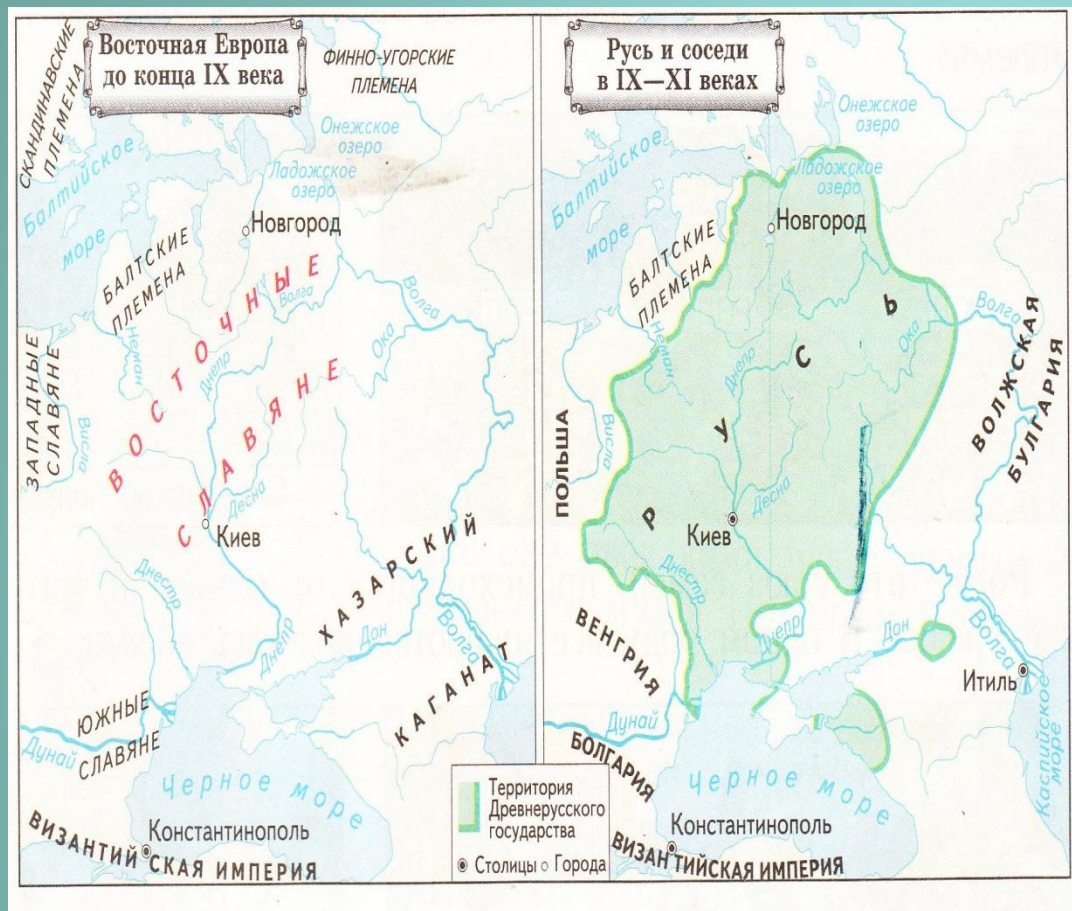 Восточная Европа
до конца IX века
СКАНДИНАВСКИЕ
ПЛЕМЕНА
ФИННО-УГОРСКИЕ
ПЛЕМЕНА
Онежское
озеро
Ладожское
озеро
Балтийское
море
Новгород
БАЛТСКИЕ
ПЛЕМЕНА
ВОСТОЧНЫЕ
СЛАВЯНЕ
Волга
Волга
Ока
Неман
Днепр
ЗАПАДНЫЕ
СЛАВЯНЕ
Висла
Десна
Киев
Днестр
Днепр
ХАЗАРСКИЙ
КАГАНАТ
Дон
Волга
ЮЖНЫЕ
СЛАВЯНЕ
Дунай
Черное море
Константинополь
ВИЗАНТИЙСКАЯ ИМПЕРИЯ
Русь и соседи
в IX—XI веках
Онежское
озеро
Ладожское
озеро
Балтийское
море
Новгород
БАЛТСКИЕ
ПЛЕМЕНА
РУСЬ
Волга
Ока
ВОЛЖСКАЯ
БУЛГАРИЯ
Неман
Днепр
ПОЛЬША
Висла
Десна
Киев
Днестр
Днепр
Дон
Волга
Итиль
ВЕНГРИЯ
Дунай
БОЛГАРИЯ
Каспийское
море
Черное море
Константинополь
ВИЗАНТИЙСКАЯ ИМПЕРИЯ
Территория
Древнерусского
государства
Столицы Города